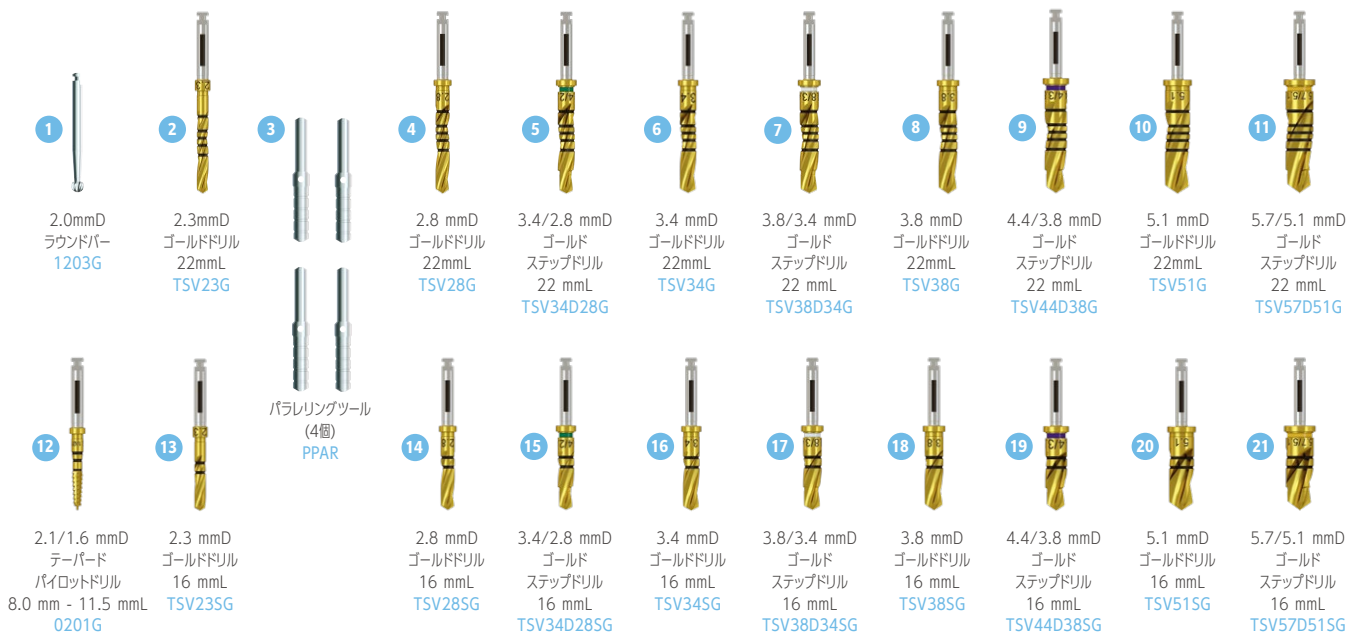 1
2.0mmD
ラウンドバー
1203G
2
2.3mmD
ゴールドドリル
22mmL
TSV23G
3
パラレリングツール
(4個)
PPAR
4
2.8 mmD
ゴールドドリル
22mmL
TSV28G
5
3.4/2.8 mmD
ゴールド
ステップドリル
22 mmL
TSV34D28G
6
3.4 mmD
ゴールドドリル
22mmL
TSV34G
7
3.8/3.4 mmD
ゴールド
ステップドリル
22 mmL
TSV38D34G
8
3.8 mmD
ゴールドドリル
22mmL
TSV38G
9
4.4/3.8 mmD
ゴールド
ステップドリル
22 mmL
TSV44D38G
10
5.1 mmD
ゴールドドリル
22mmL
TSV51G
11
5.7/5.1 mmD
ゴールド
ステップドリル
22 mmL
TSV57D51G
12
2.1/1.6 mmD
テーパード
パイロットドリル
8.0 mm - 11.5 mmL
0201G
13
2.3 mmD
ゴールドドリル
16 mmL
TSV23SG
14
2.8 mmD
ゴールドドリル
16 mmL
TSV28SG
15
3.4/2.8 mmD
ゴールド
ステップドリル
16 mmL
TSV34D28SG
16
3.4 mmD
ゴールドドリル
16 mmL
TSV34SG
17
3.8/3.4 mmD
ゴールド
ステップドリル
16 mmL
TSV38D34SG
18
3.8 mmD
ゴールドドリル
16 mmL
TSV38SG
19
4.4/3.8 mmD
ゴールド
ステップドリル
16 mmL
TSV44D38SG
20
5.1 mmD
ゴールドドリル
16 mmL
TSV51SG
21
5.7/5.1 mmD
ゴールド
ステップドリル
16 mmL
TSV57D51SG